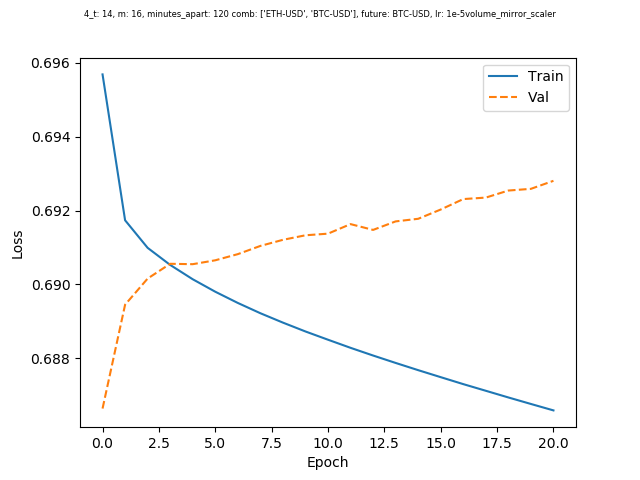 4_t: 14, m: 16, minutes_apart: 120 comb: ['ETH-USD', 'BTC-USD'], future: BTC-USD, lr: 1e-5volume_mirror_scaler
Train
Val
0.696
0.694
0.692
0.690
0.688
Loss
0.0 2.5 5.0 7.5 10.0 12.5 15.0 17.5 20.0
Epoch